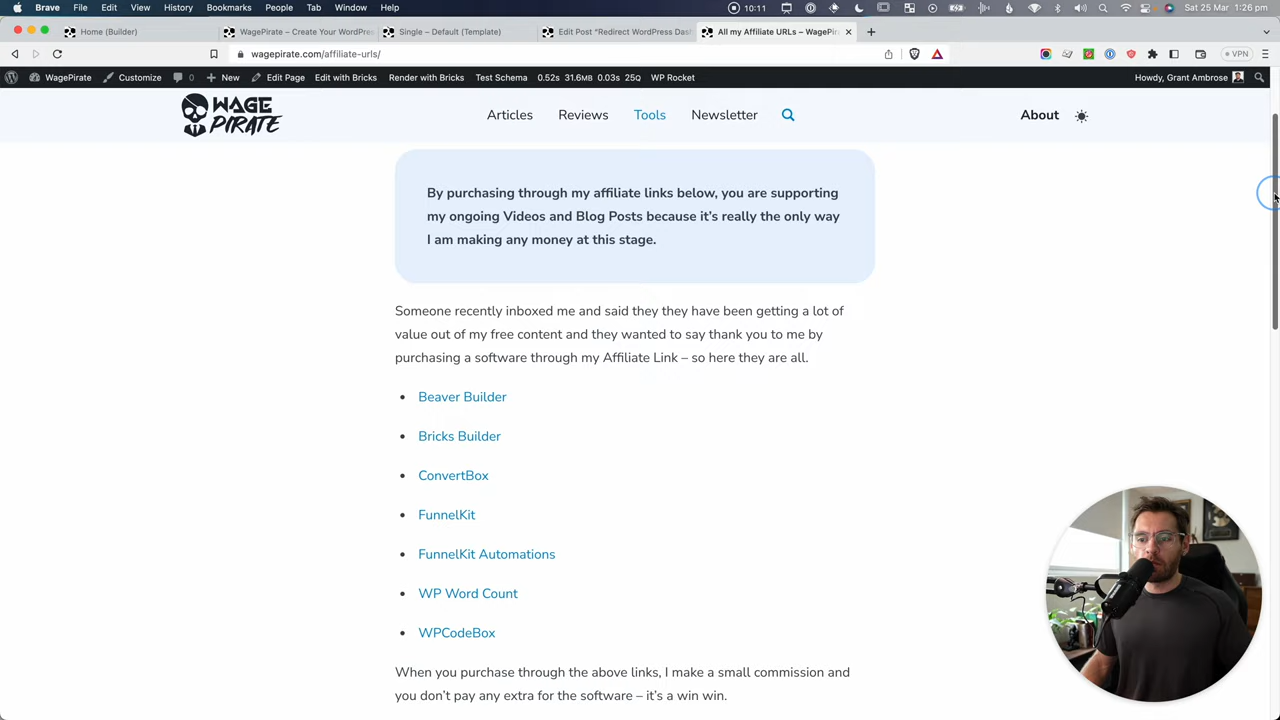 Brave File Edit View History Bookmarks People Tab Window Help
10:11
Sat 25 Mar 1:26 pm
Home (Builder)
WagePirate – Create Your WordPres
Single – Default (Template)
Edit Post "Redirect WordPress Dash
All my Affiliate URLs – WagePira
wagepirate.com/affiliate-urls/
VPN
WagePirate Customize 0 New Edit Page Edit with Bricks Render with Bricks Test Schema 0.52s 31.6MB 0.03s 25Q WP Rocket
Howdy, Grant Ambrose
WAGE
PIRATE
Articles Reviews Tools Newsletter
About
By purchasing through my affiliate links below, you are supporting
my ongoing Videos and Blog Posts because it's really the only way
I am making any money at this stage.
Someone recently inboxed me and said they they have been getting a lot of
value out of my free content and they wanted to say thank you to me by
purchasing a software through my Affiliate Link – so here they are all.
Beaver Builder
Bricks Builder
ConvertBox
FunnelKit
FunnelKit Automations
WP Word Count
WPCodeBox
When you purchase through the above links, I make a small commission and
you don't pay any extra for the software – it's a win win.